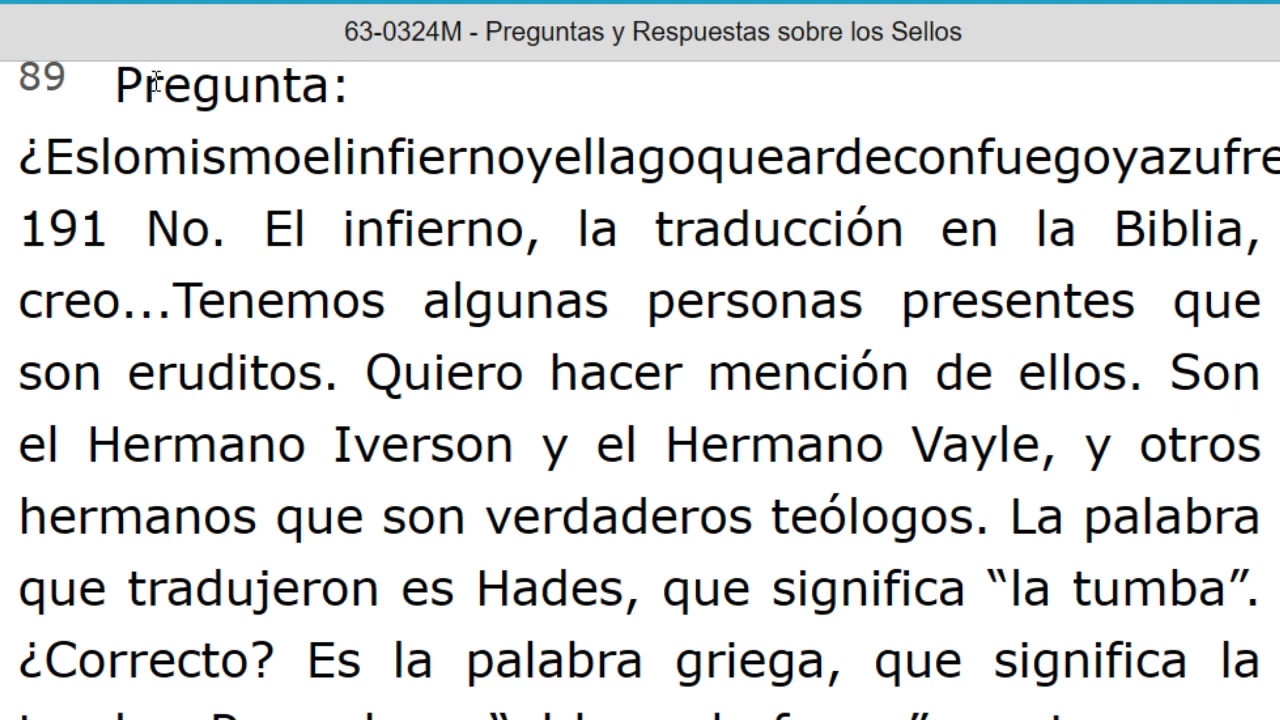 63-0324M - Preguntas y Respuestas sobre los Sellos
89 Pregunta:
¿Eslomismoelinfiernoyellagoqueardeconfuegoyazufre
191 No. El infierno, la traducción en la Biblia,
creo...Tenemos algunas personas presentes que
son eruditos. Quiero hacer mención de ellos. Son
el Hermano Iverson y el Hermano Vayle, y otros
hermanos que son verdaderos teólogos. La palabra
que tradujeron es Hades, que significa “la tumba”.
¿Correcto? Es la palabra griega, que significa la